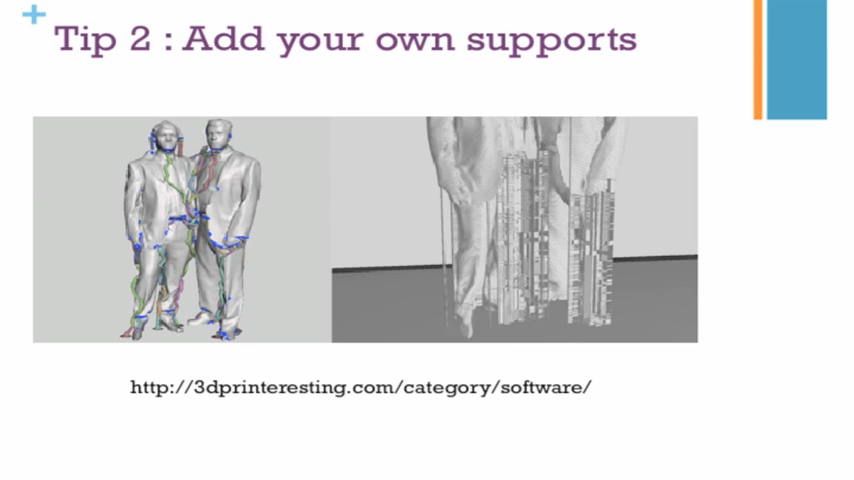 Tip 2 : Add your own supports
http://3dprinteresting.com/category/software/